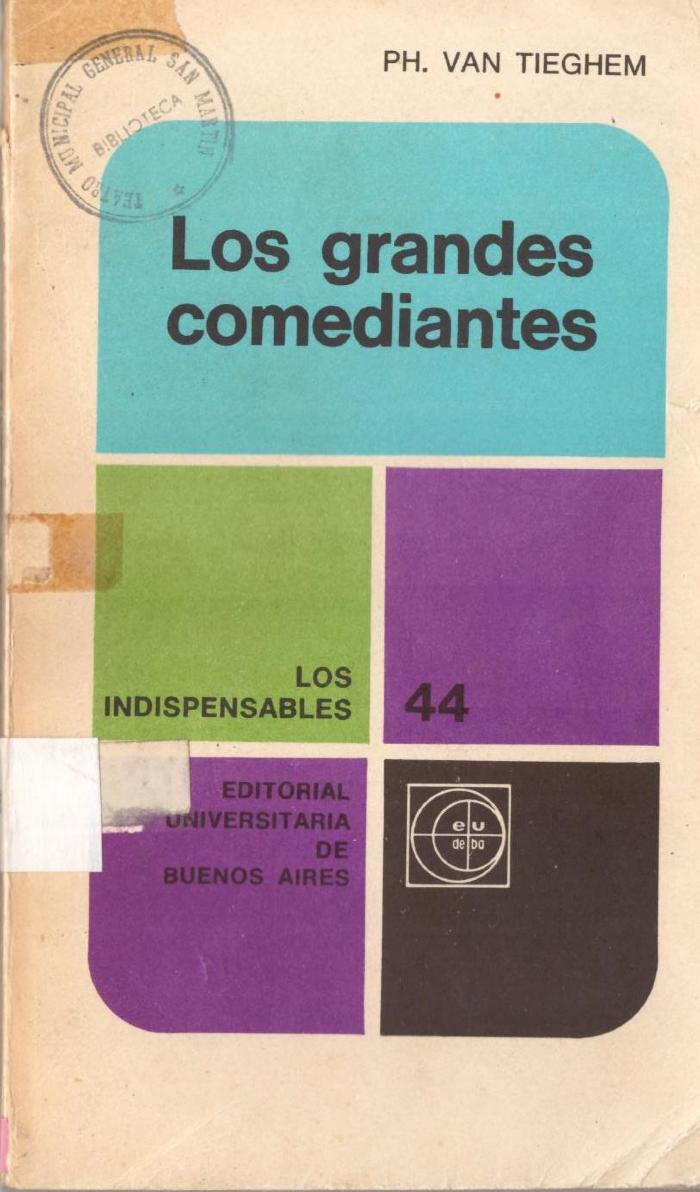 PH. VAN TIEGHEM
TEATRO MUNICIPAL GENERAL SAN MARTIN
BIBLIOTECA
Los grandes
comediantes
LOS
INDISPENSABLES
44
EDITORIAL
UNIVERSITARIA
DE
BUENOS AIRES
eu
de ba